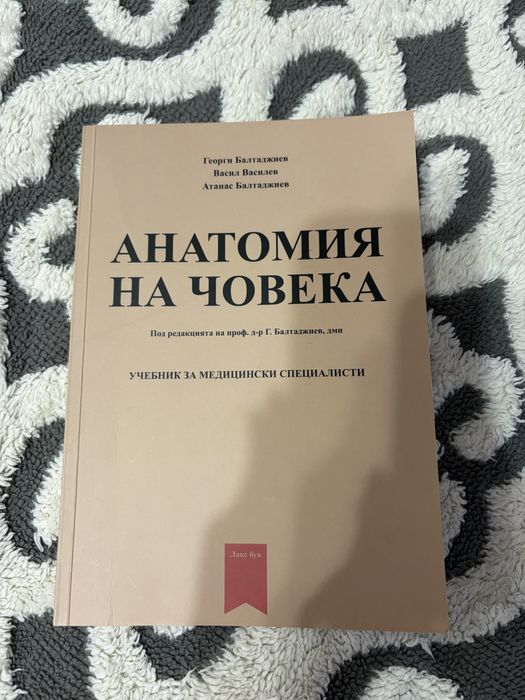 Георги Балтаджиев
Васил Василев
Атанас Балтаджиев
АНАТОМИЯ
НА ЧОВЕКА
Под редакцията на проф. д-р Г. Балтаджиев, дмн
УЧЕБНИК ЗА МЕДИЦИНСКИ СПЕЦИАЛИСТИ
Лакс бук